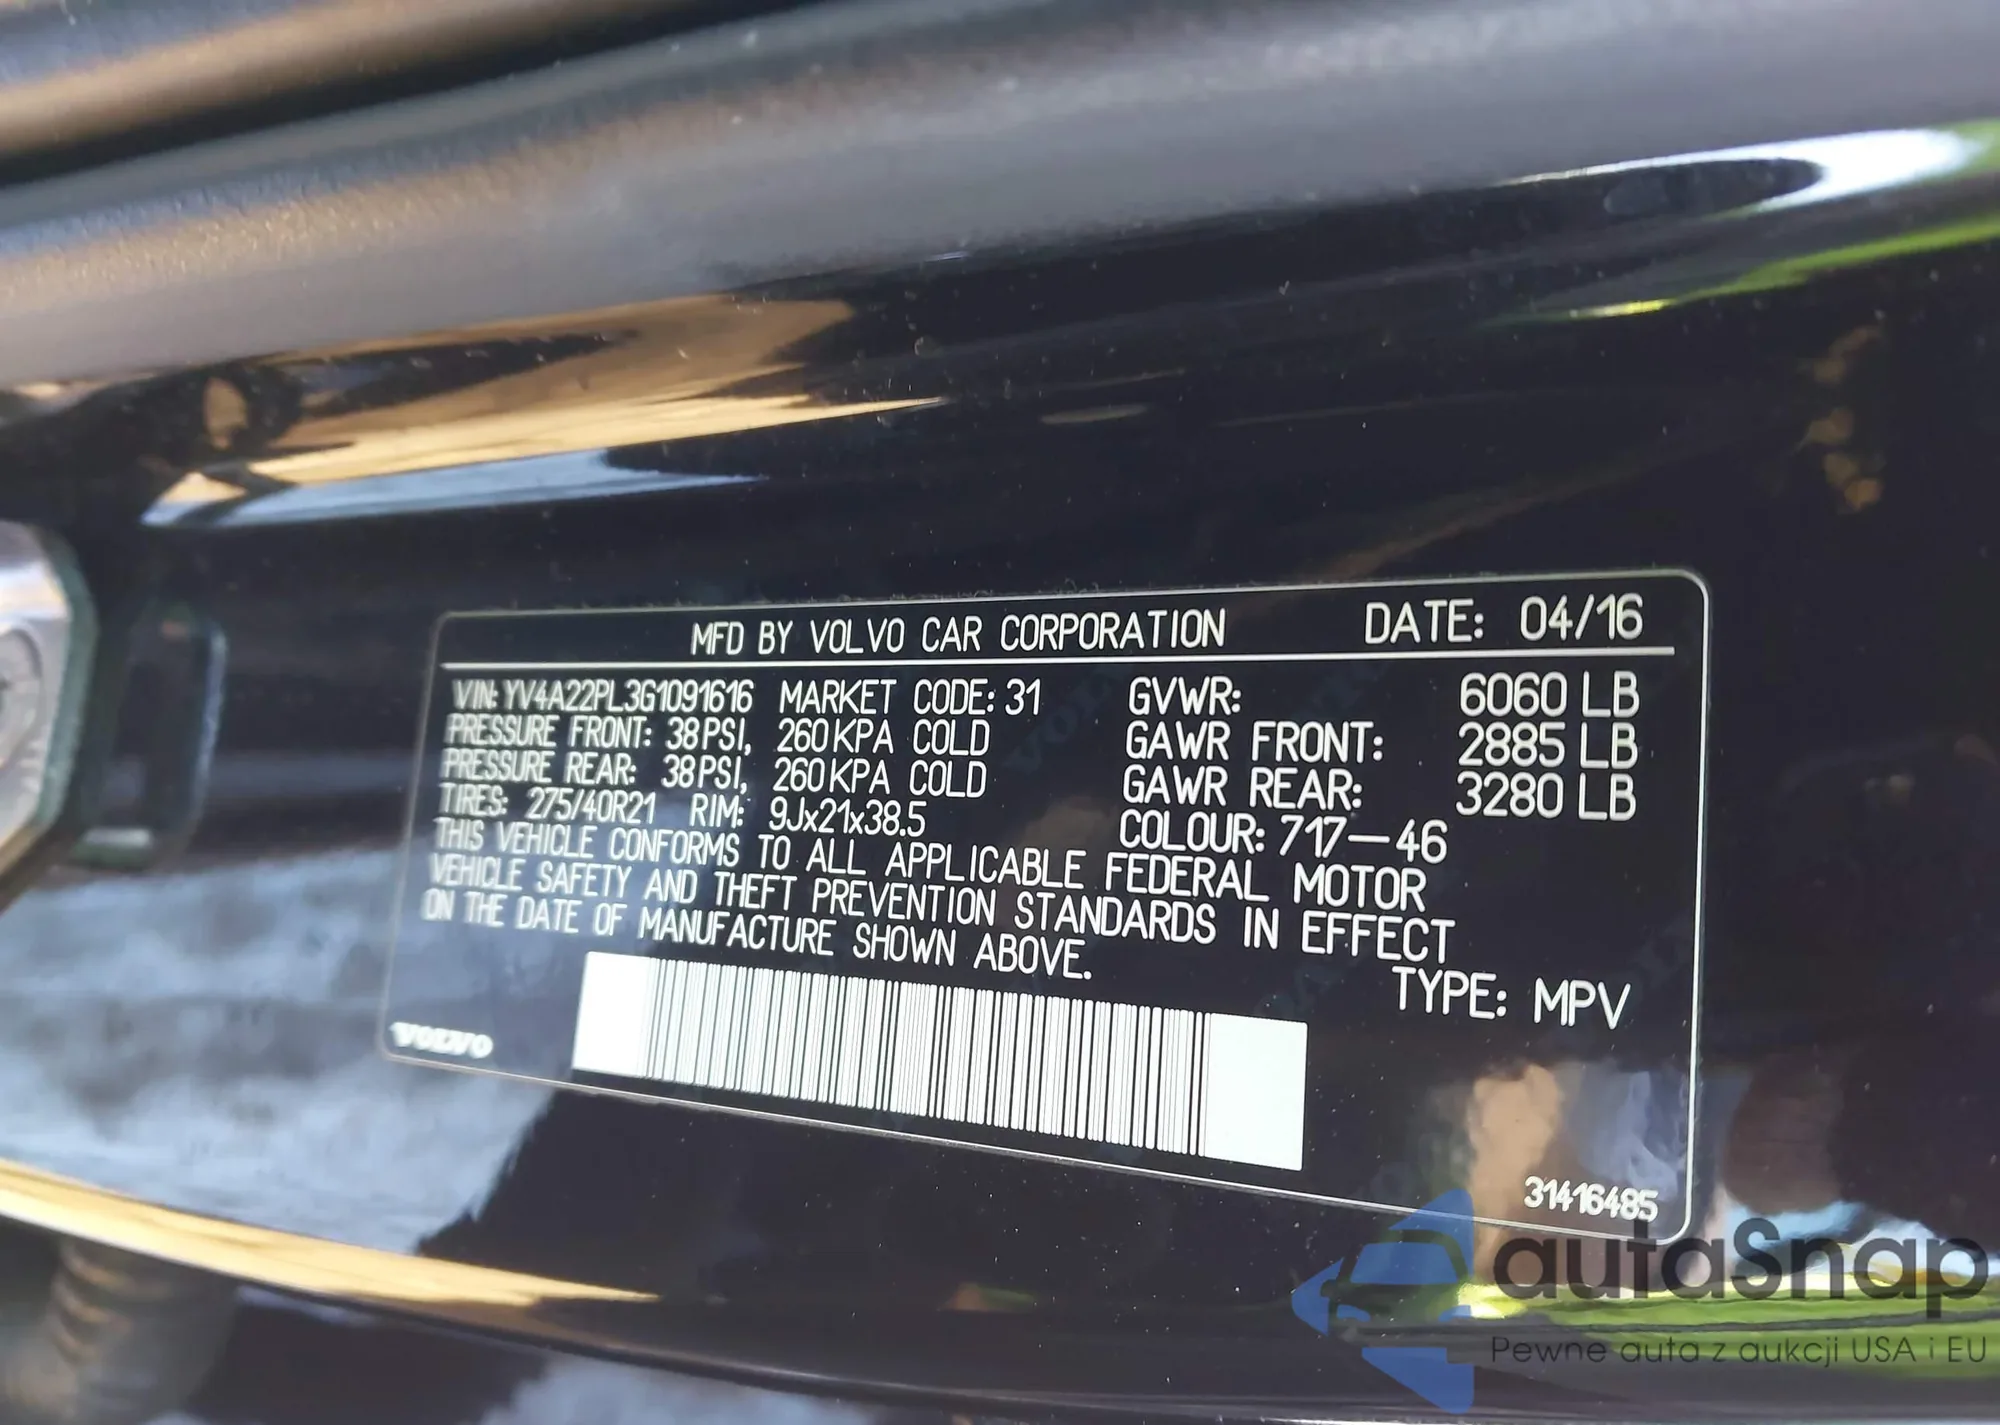 MFD BY VOLVO CAR CORPORATION DATE: 04/16
VIN: YV4A22PL3G1091616 MARKET CODE: 31 GVWR: 6060 LB
PRESSURE FRONT: 38 PSI, 260 KPA COLD GAWR FRONT: 2885 LB
PRESSURE REAR: 38 PSI, 260 KPA COLD GAWR REAR: 3280 LB
TIRES: 275/40R21 RIM: 9Jx21x38.5 COLOUR: 717-46
THIS VEHICLE CONFORMS TO ALL APPLICABLE FEDERAL MOTOR
VEHICLE SAFETY AND THEFT PREVENTION STANDARDS IN EFFECT
ON THE DATE OF MANUFACTURE SHOWN ABOVE.
TYPE: MPV
VOLVO
31416485
autaSnap
Pewne auta z aukcji USA i EU